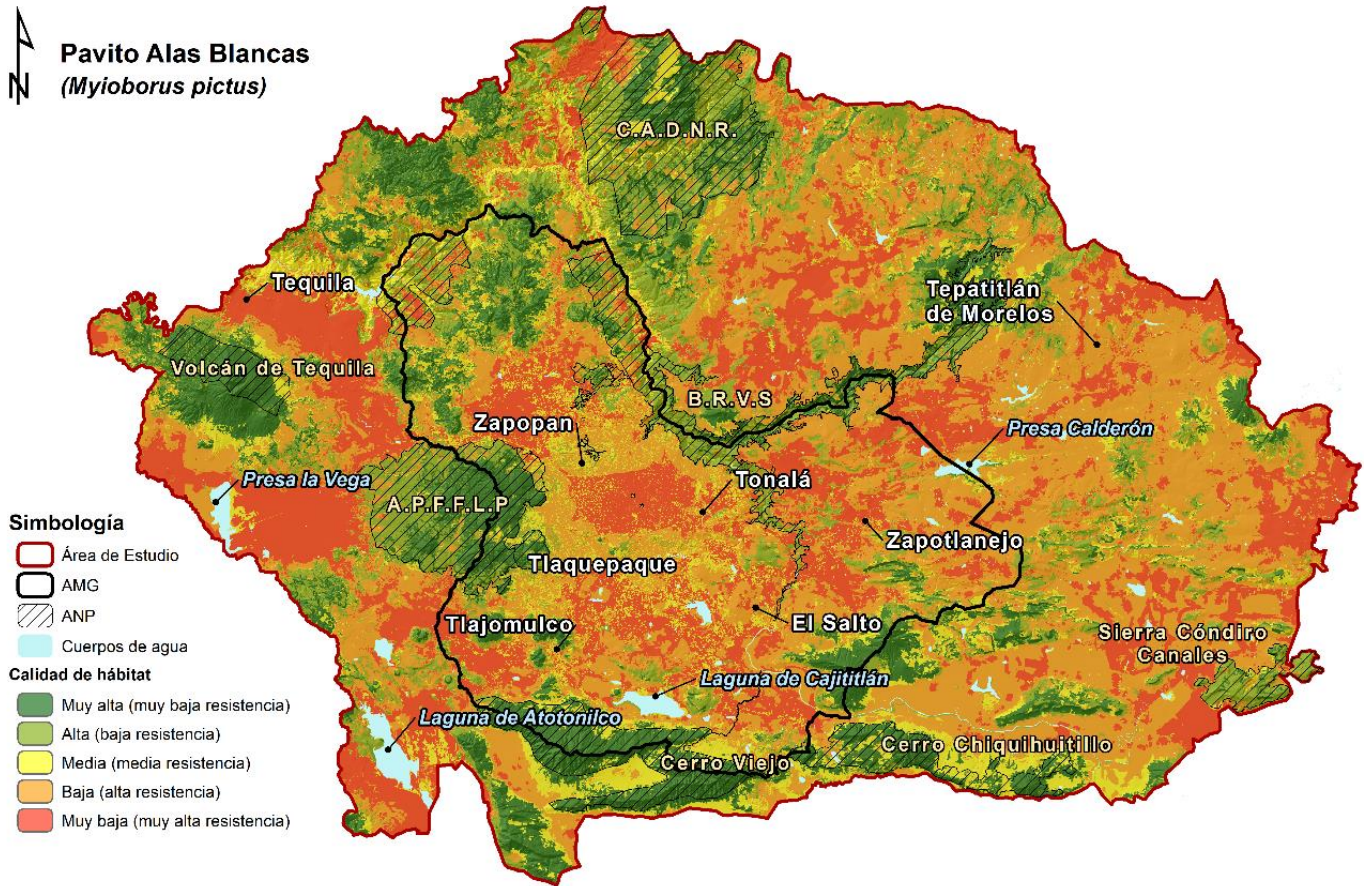 N
Pavito Alas Blancas
(Myioborus pictus)
C.A.D.N.R.
Tequila
Tepatitlán
de Morelos
Volcán de Tequila
B.R.V.S
Zapopan
Presa Calderón
Presa la Vega
Tonalá
A.P.F.F.L.P
Zapotlanejo
Tlaquepaque
El Salto
Tlajomulco
Sierra Cóndiro
Canales
Laguna de Cajititlán
Laguna de Atotonilco
Cerro Viejo
Cerro Chiquihuitillo
Simbología
Área de Estudio
AMG
ANP
Cuerpos de agua
Calidad de hábitat
Muy alta (muy baja resistencia)
Alta (baja resistencia)
Media (media resistencia)
Baja (alta resistencia)
Muy baja (muy alta resistencia)